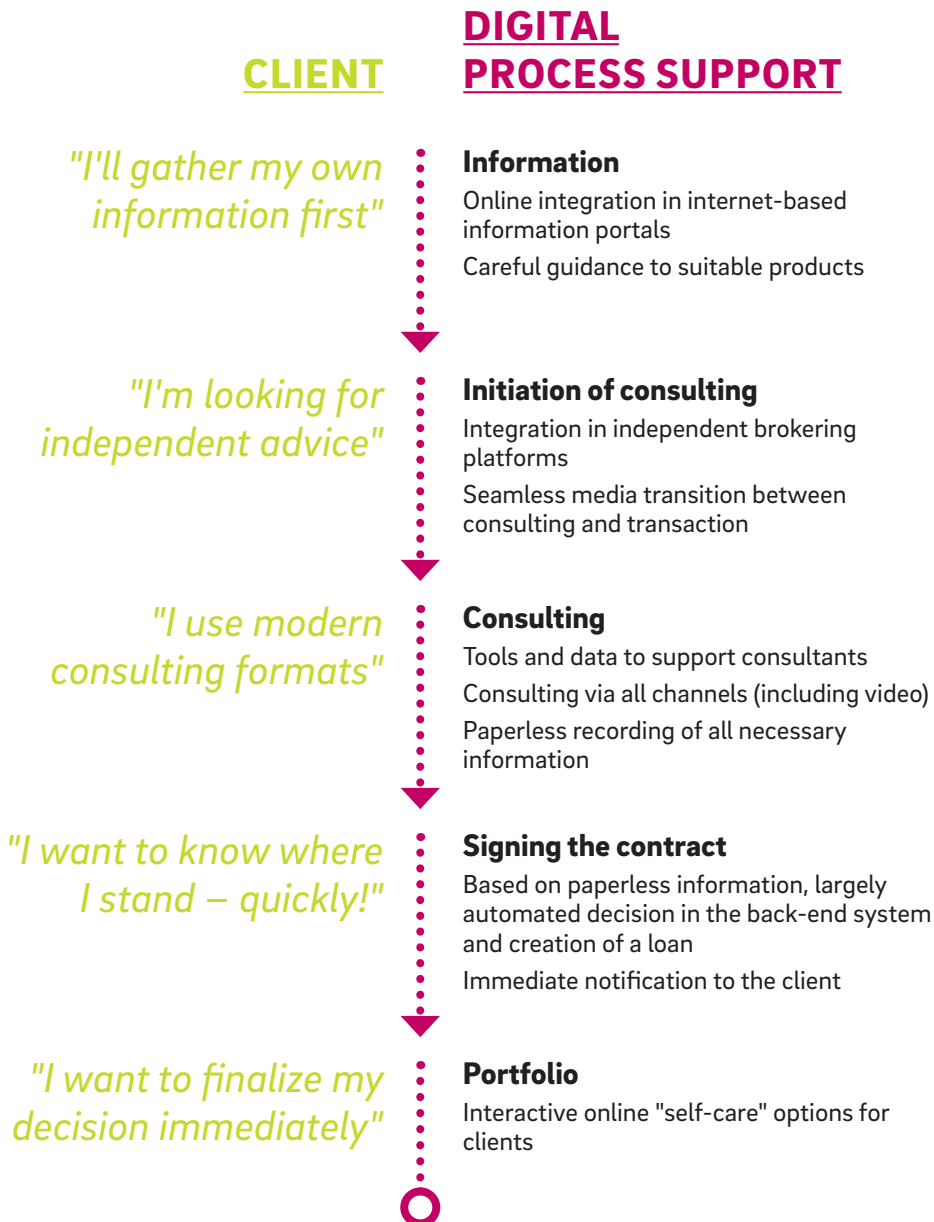 CLIENT
DIGITAL
PROCESS SUPPORT
"I'll gather my own
information first"
Information
Online integration in internet-based
information portals
Careful guidance to suitable products
"I'm looking for
independent advice"
Initiation of consulting
Integration in independent brokering
platforms
Seamless media transition between
consulting and transaction
"I use modern
consulting formats"
Consulting
Tools and data to support consultants
Consulting via all channels (including video)
Paperless recording of all necessary
information
"I want to know where
I stand – quickly!"
Signing the contract
Based on paperless information, largely
automated decision in the back-end system
and creation of a loan
Immediate notification to the client
"I want to finalize my
decision immediately"
Portfolio
Interactive online "self-care" options for
clients